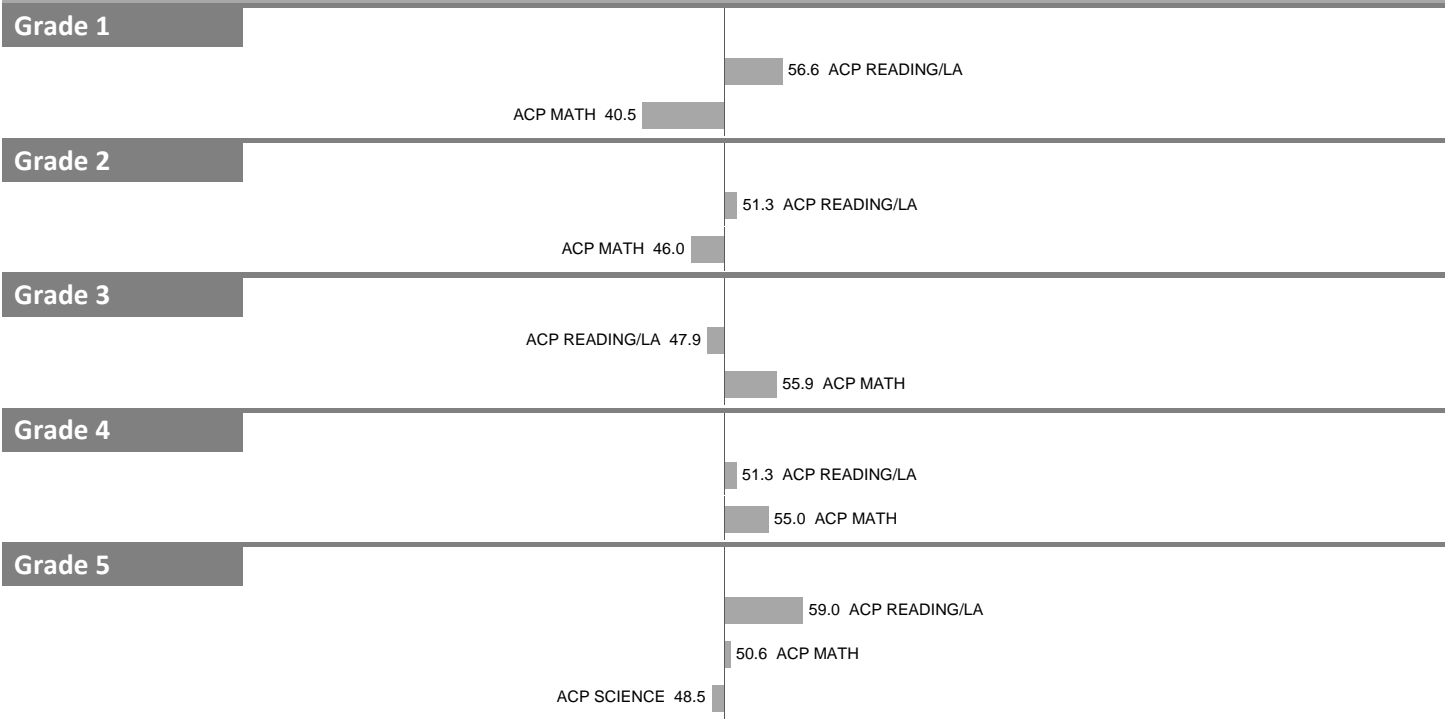 Grade 1
56.6 ACP READING/LA
ACP MATH 40.5
Grade 2
51.3 ACP READING/LA
ACP MATH 46.0
Grade 3
ACP READING/LA 47.9
55.9 ACP MATH
Grade 4
51.3 ACP READING/LA
55.0 ACP MATH
Grade 5
59.0 ACP READING/LA
50.6 ACP MATH
ACP SCIENCE 48.5